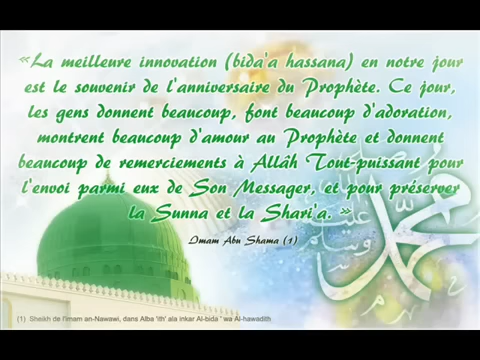 «La meilleure innovation (bida'a hassana) en notre jour
est le souvenir de l'anniversaire du Prophète. Ce jour,
les gens donnent beaucoup, font beaucoup d'adoration,
montrent beaucoup d'amour au Prophète et donnent
beaucoup de remerciements à Allâh Tout-puissant pour
l'envoi parmi eux de Son Messager, et pour préserver
la Sunna et la Shari'a. »
Imam Abu Shama (1)
محمد
(1) Sheikh de l'imam an-Nawawi, dans Alba 'ith' ala inkar Al-bida ' wa Al-hawadith